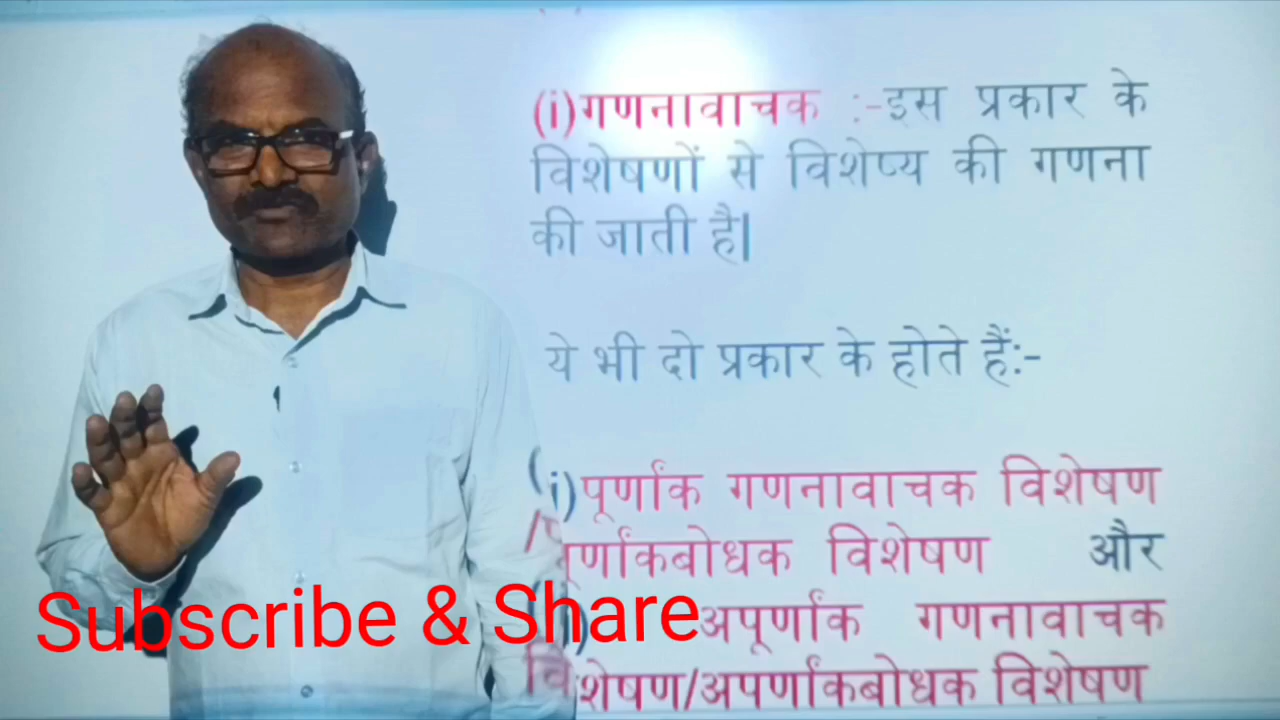 (i)गणनावाचक :-इस प्रकार के
विशेषणों से विशेष्य की गणना
की जाती है|
ये भी दो प्रकार के होते हैं:-
(i)पूर्णांक गणनावाचक विशेषण
/पूर्णांकबोधक विशेषण और
अपूर्णांक गणनावाचक
विशेषण/अपर्णांकबोधक विशेषण
Subscribe & Share